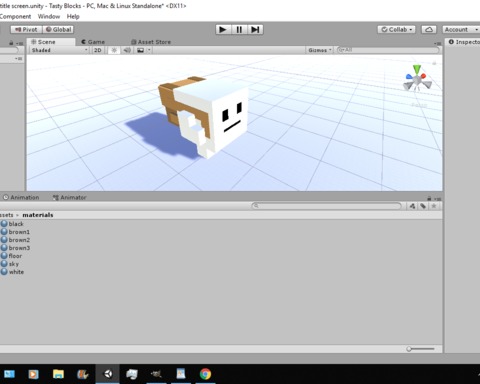 title screen.unity - Tasty Blocks - PC, Mac & Linux Standalone* <DX11>
Component Window Help
Pivot Global Collab Account
Scene Game Asset Store Inspecto
Shaded 2D Gizmos All
Animation Animator
ssets materials
black
brown1
brown2
brown3
floor
sky
white